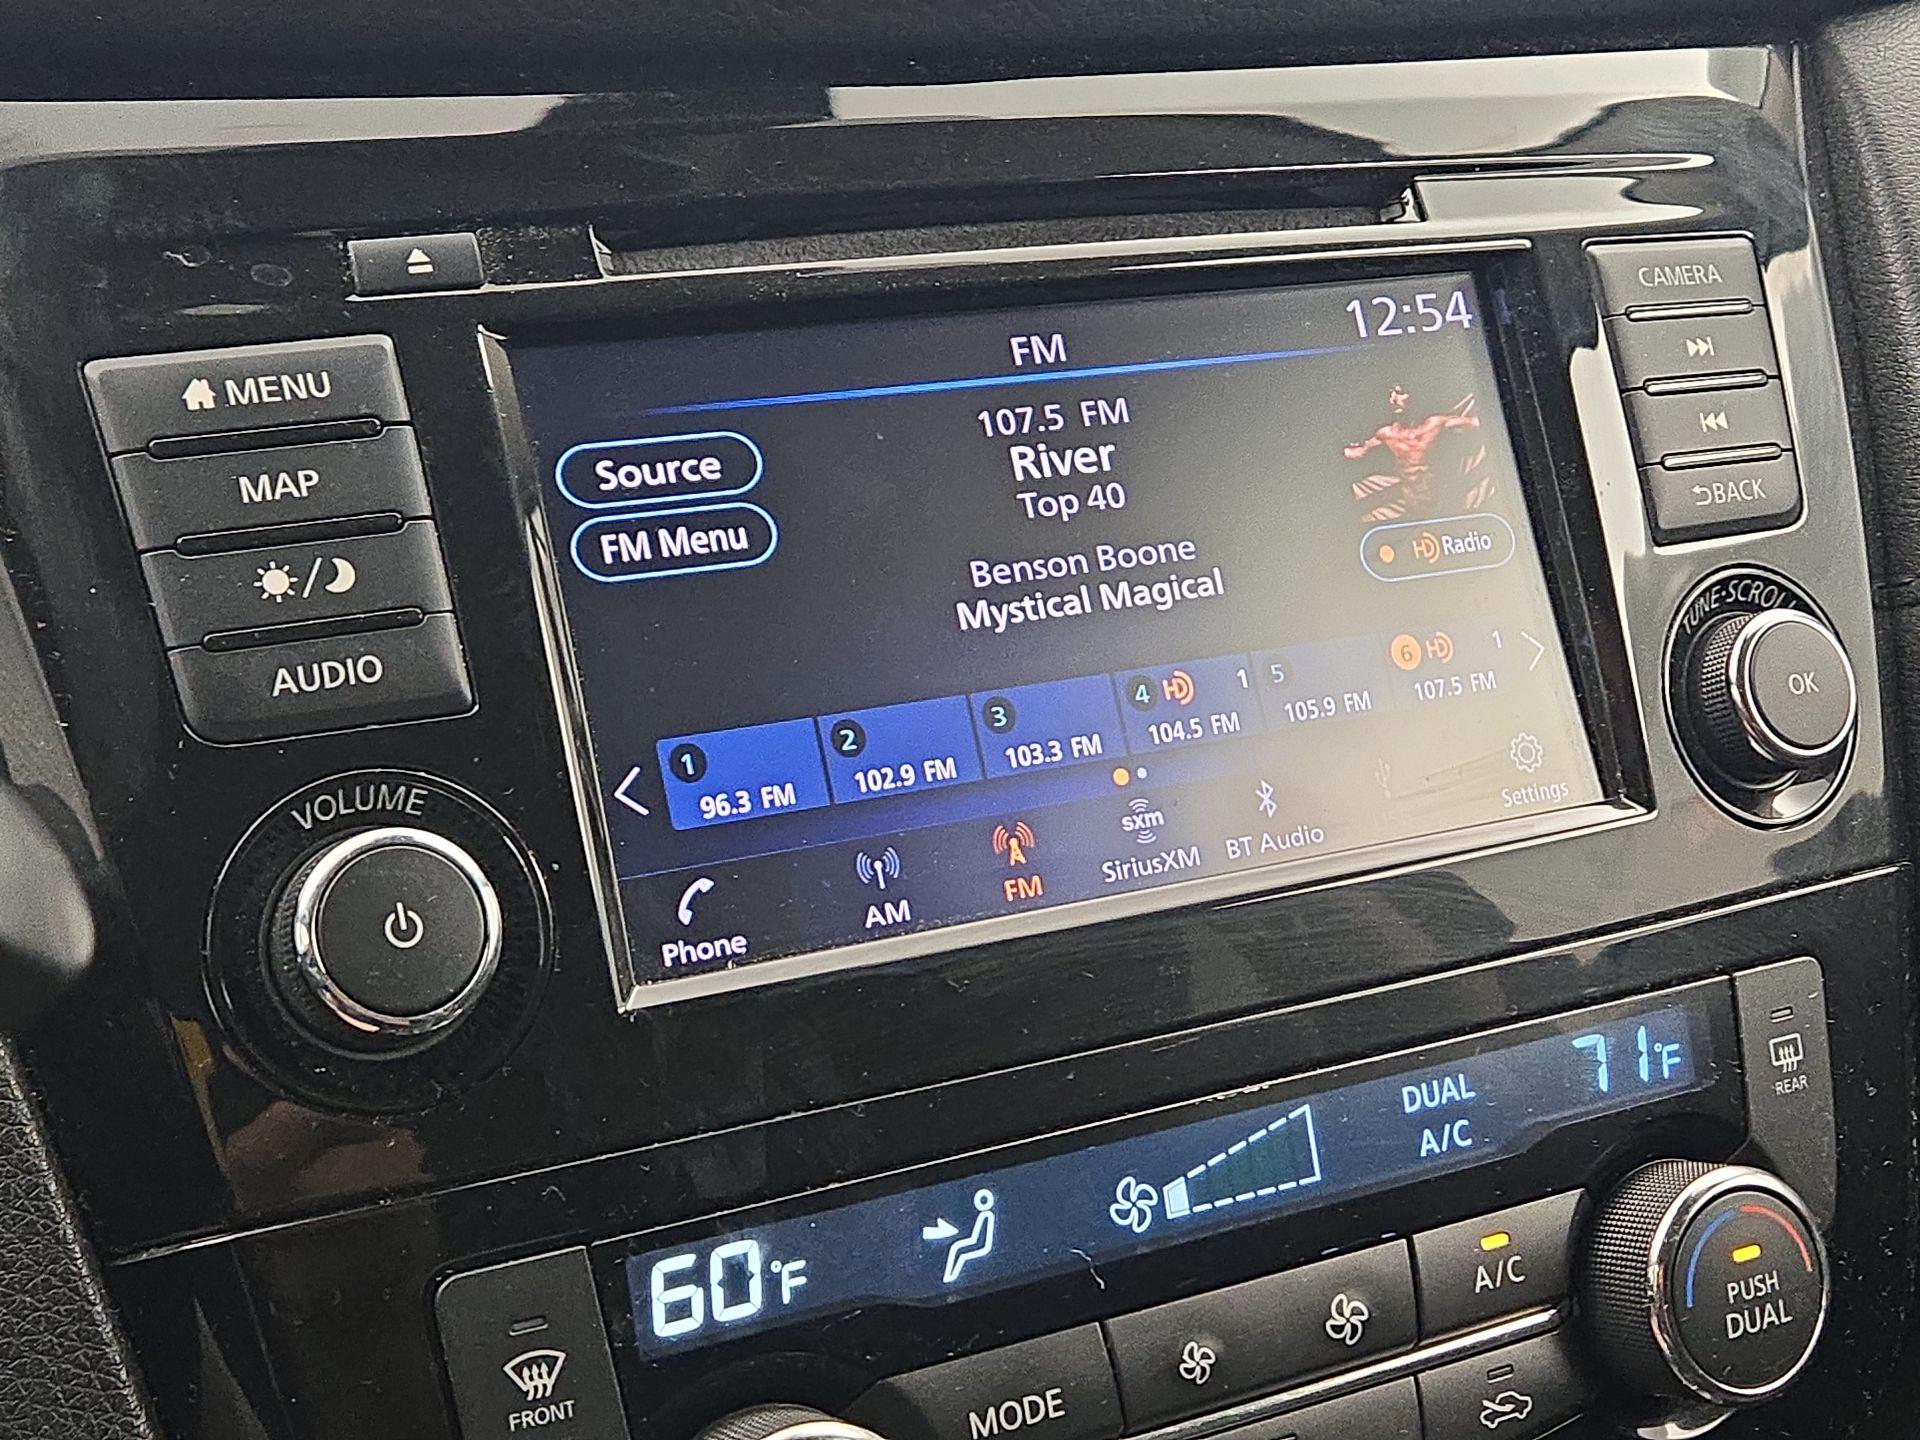 CAMERA
12:54
FM
MENU
107.5 FM
Source
River
MAP
Top 40
BACK
FM Menu
HD Radio
Benson Boone
Mystical Magical
TUNE·SCROLL
OK
AUDIO
1
96.3 FM
2
102.9 FM
3
103.3 FM
4 HD 1
104.5 FM
5
105.9 FM
6 HD 1
107.5 FM
VOLUME
Phone
AM
FM
sxm
SiriusXM
BT Audio
Settings
REAR
60°F
DUAL
A/C
71°F
A/C
PUSH
DUAL
FRONT
MODE